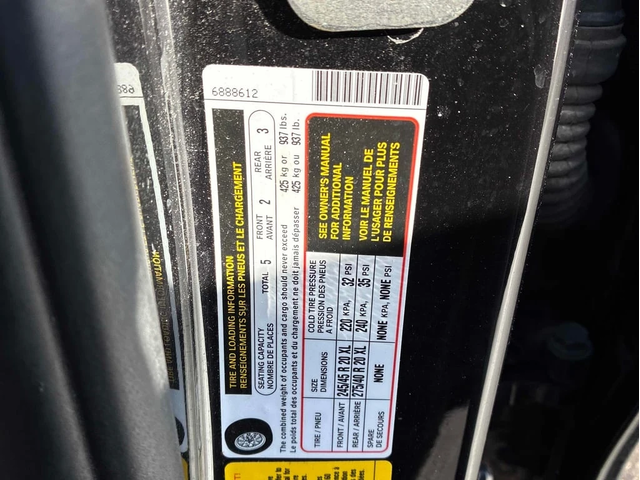 6888612
TIRE AND LOADING INFORMATION
RENSEIGNEMENTS SUR LES PNEUS ET LE CHARGEMENT
SEATING CAPACITY TOTAL 5 FRONT 2 REAR 3
NOMBRE DE PLACES AVANT ARRIÈRE
The combined weight of occupants and cargo should never exceed 425 kg or 937 lbs.
Le poids total des occupants et du chargement ne doit jamais dépasser 425 kg ou 937 lb.
TIRE / PNEU SIZE COLD TIRE PRESSURE
DIMENSIONS PRESSION DES PNEUS
A FROID
FRONT / AVANT 245/45 R 20 XL 220 KPA, 32 PSI
REAR / ARRIÈRE 275/40 R 20 XL 240 KPA, 35 PSI
SPARE NONE NONE KPA, NONE PSI
DE SECOURS
SEE OWNER'S MANUAL
FOR ADDITIONAL
INFORMATION
VOIR LE MANUEL DE
L'USAGER POUR PLUS
DE RENSEIGNEMENTS